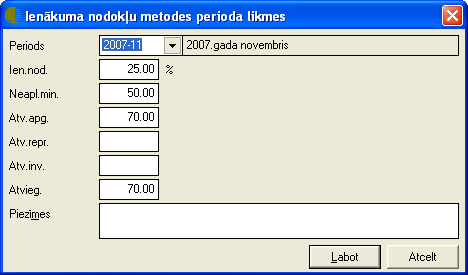 Ienākuma nodokļu metodes perioda likmes
Periods 2007-11 2007.gada novembris
Ien.nod. 25.00 %
Neapl.min. 50.00
Atv.apg. 70.00
Atv.repr.
Atv.inv.
Atvieg. 70.00
Piezīmes
Labot Atcelt